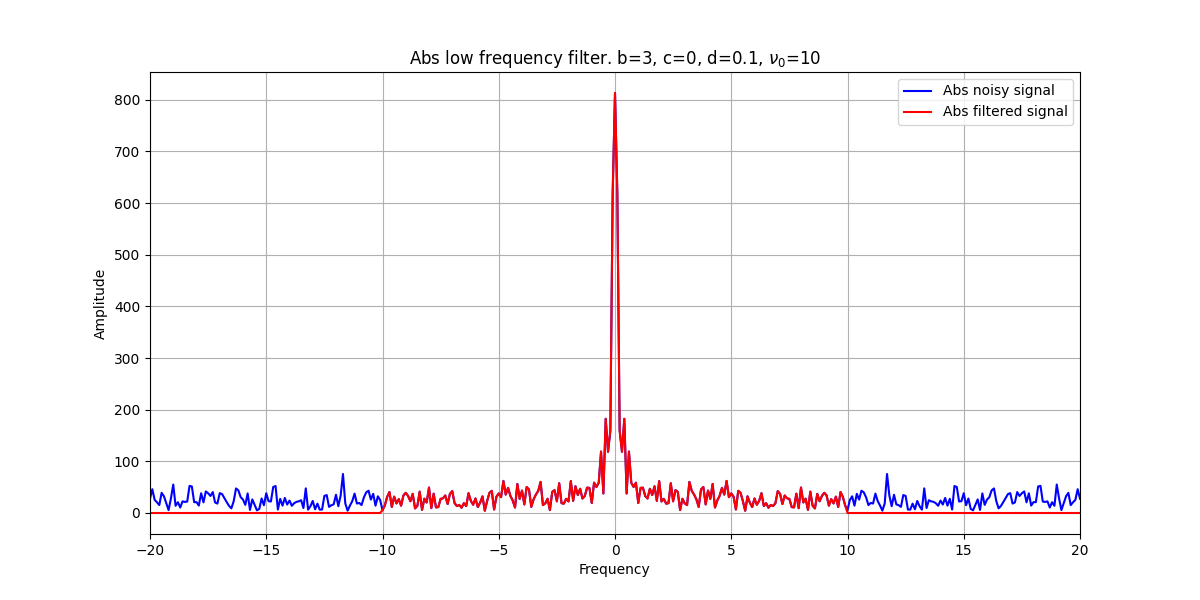 Abs low frequency filter. b=3, c=0, d=0.1, ν₀=10
Abs noisy signal
Abs filtered signal
Amplitude
800
700
600
500
400
300
200
100
0
−20 −15 −10 −5 0 5 10 15 20
Frequency